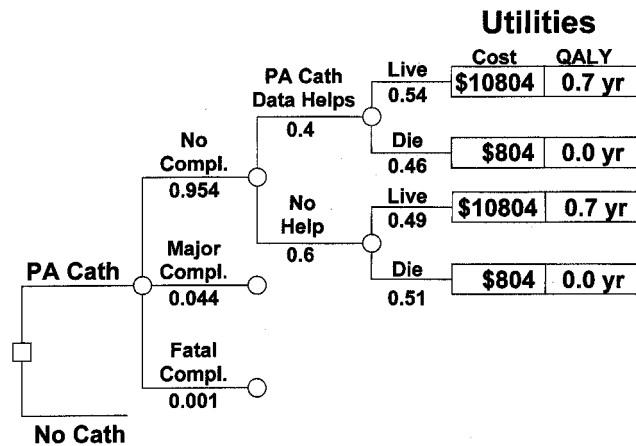 Utilities
Cost QALY
PA Cath
Data Helps
0.4
Live
0.54
$10804 0.7 yr
Die
0.46
$804 0.0 yr
No
Compl.
0.954
No
Help
0.6
Live
0.49
$10804 0.7 yr
Die
0.51
$804 0.0 yr
PA Cath
Major
Compl.
0.044
Fatal
Compl.
0.001
No Cath